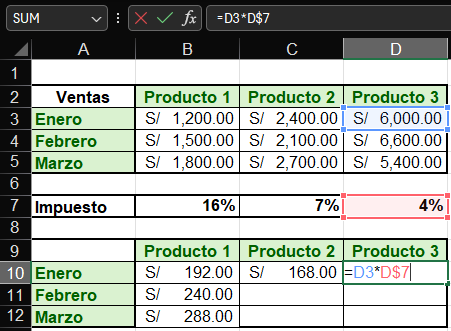 SUM fx =D3*D$7
A B C D
1
2 Ventas Producto 1 Producto 2 Producto 3
3 Enero S/ 1,200.00 S/ 2,400.00 S/ 6,000.00
4 Febrero S/ 1,500.00 S/ 2,100.00 S/ 6,600.00
5 Marzo S/ 1,800.00 S/ 2,700.00 S/ 5,400.00
6
7 Impuesto 16% 7% 4%
8
9 Producto 1 Producto 2 Producto 3
10 Enero S/ 192.00 S/ 168.00 =D3*D$7
11 Febrero S/ 240.00
12 Marzo S/ 288.00